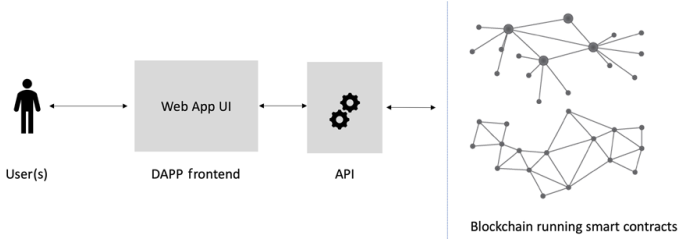 Web App UI
User(s)
DAPP frontend
API
Blockchain running smart contracts